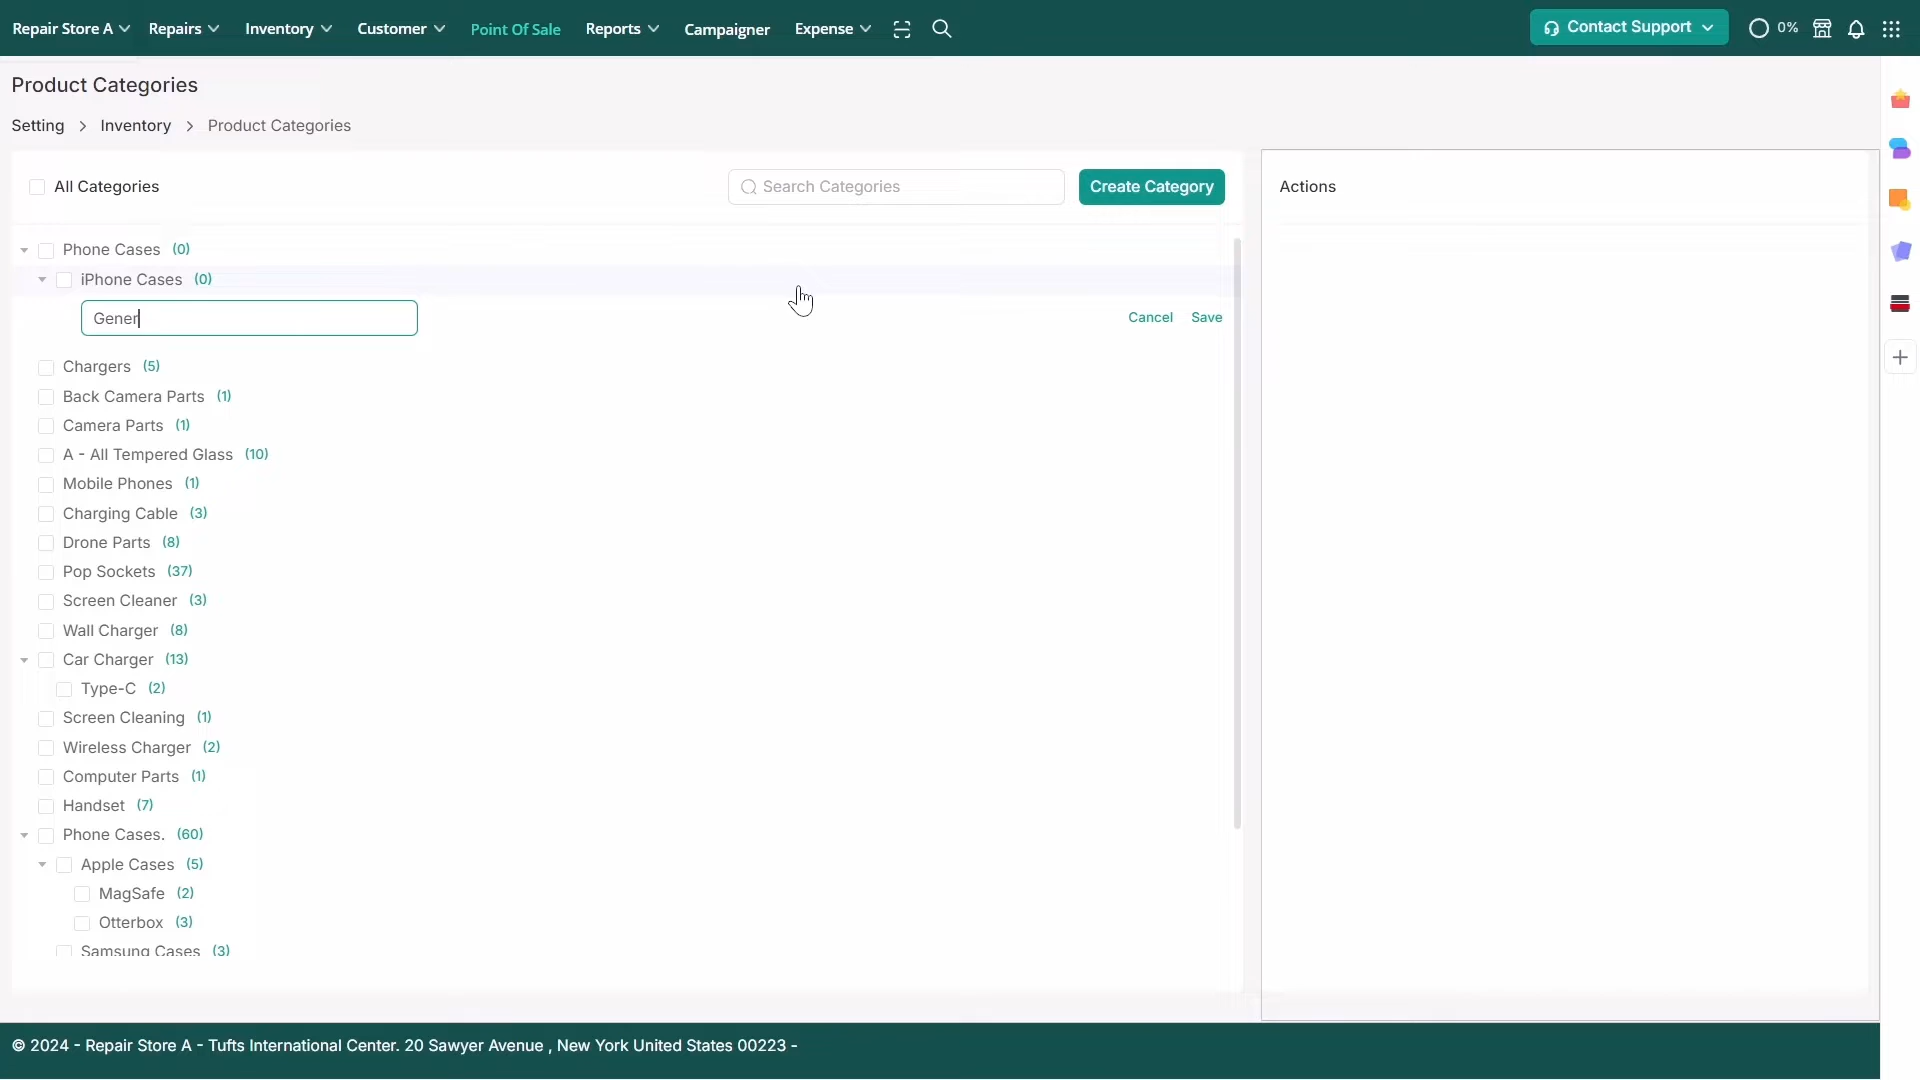 Repair Store A Repairs Inventory Customer Point Of Sale Reports Campaigner Expense Contact Support 0%
Product Categories
Setting > Inventory > Product Categories
All Categories Search Categories Create Category Actions
Phone Cases (0)
iPhone Cases (0)
Gener Cancel Save
Chargers (5)
Back Camera Parts (1)
Camera Parts (1)
A - All Tempered Glass (10)
Mobile Phones (1)
Charging Cable (3)
Drone Parts (8)
Pop Sockets (37)
Screen Cleaner (3)
Wall Charger (8)
Car Charger (13)
Type-C (2)
Screen Cleaning (1)
Wireless Charger (2)
Computer Parts (1)
Handset (7)
Phone Cases. (60)
Apple Cases (5)
MagSafe (2)
Otterbox (3)
Samsung Cases (3)
© 2024 - Repair Store A - Tufts International Center. 20 Sawyer Avenue , New York United States 00223 -